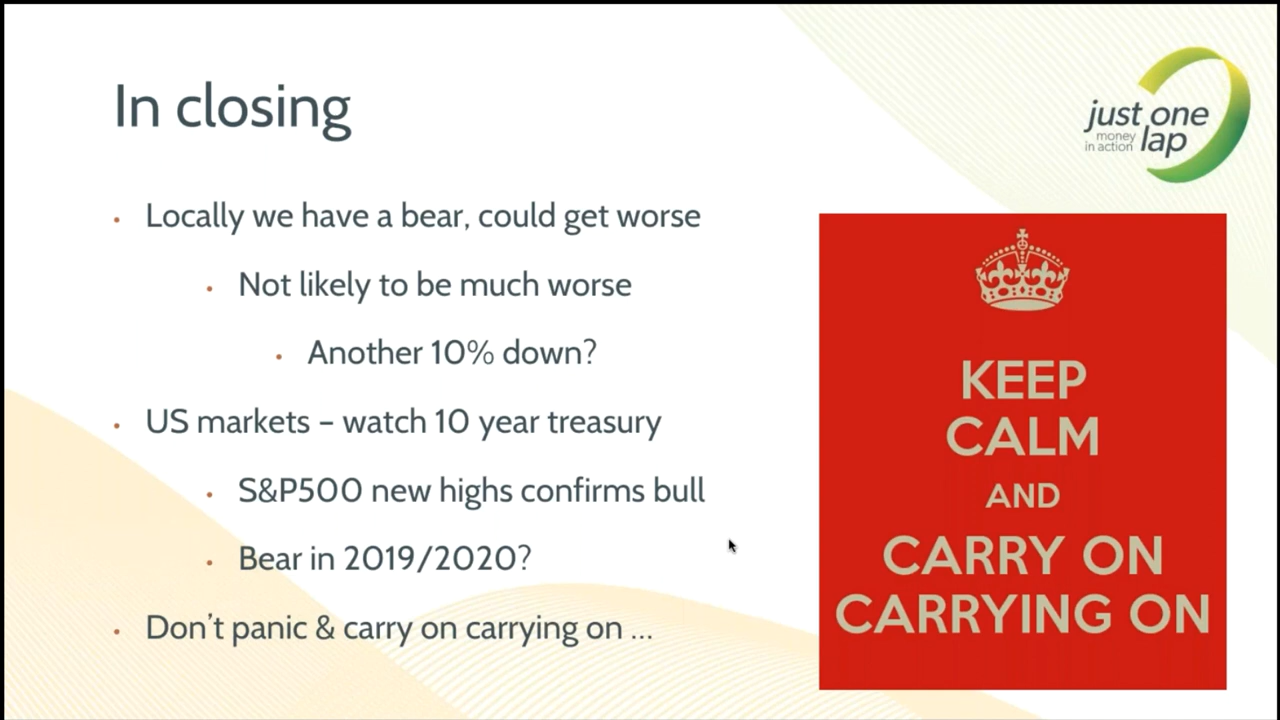 In closing
just one
money
in action lap
• Locally we have a bear, could get worse
• Not likely to be much worse
• Another 10% down?
• US markets – watch 10 year treasury
• S&P500 new highs confirms bull
• Bear in 2019/2020?
• Don't panic & carry on carrying on ...
KEEP
CALM
AND
CARRY ON
CARRYING ON